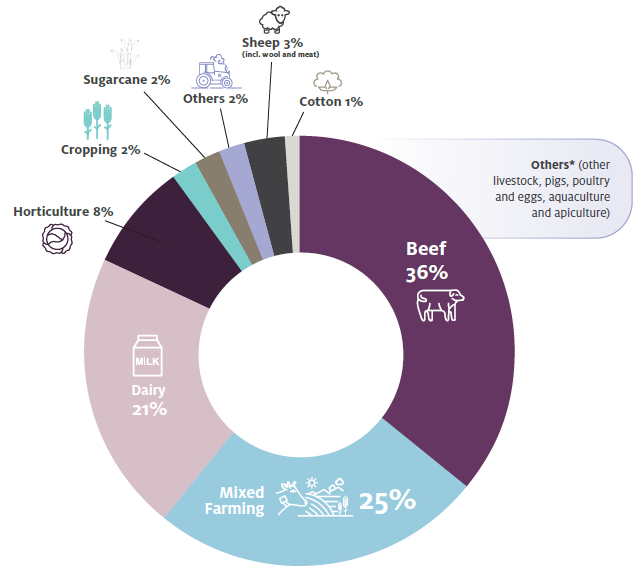 Sheep 3%
(incl. wool and meat)
Sugarcane 2%
Others 2%
Cotton 1%
Cropping 2%
Horticulture 8%
Others* (other
livestock, pigs, poultry
and eggs, aquaculture
and apiculture)
Beef
36%
MILK
Dairy
21%
Mixed
Farming
25%